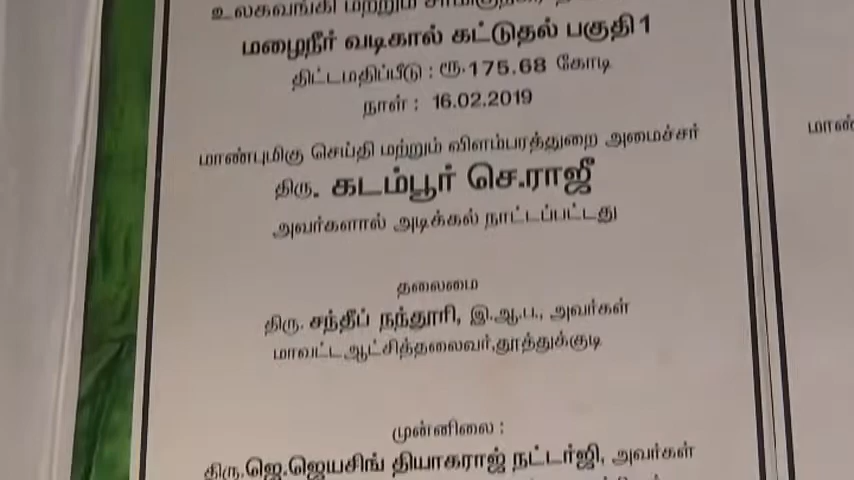 உலகவங்கி மற்றும்
மழைநீர் வடிகால் கட்டுதல் பகுதி 1
திட்டமதிப்பீடு : ரூ.175.68 கோடி
நாள் : 16.02.2019
மாண்புமிகு செய்தி மற்றும் விளம்பரத்துறை அமைச்சர்
திரு. கடம்பூர் செ.ராஜீ
அவர்களால் அடிக்கல் நாட்டப்பட்டது
தலைமை
திரு. சந்தீப் நந்தூரி, இ.ஆ.ப., அவர்கள்
மாவட்ட ஆட்சித்தலைவர்,தூத்துக்குடி
முன்னிலை :
திரு.ஜெ.ஜெயசிங் தியாகராஜ் நட்டர்ஜி, அவர்கள்